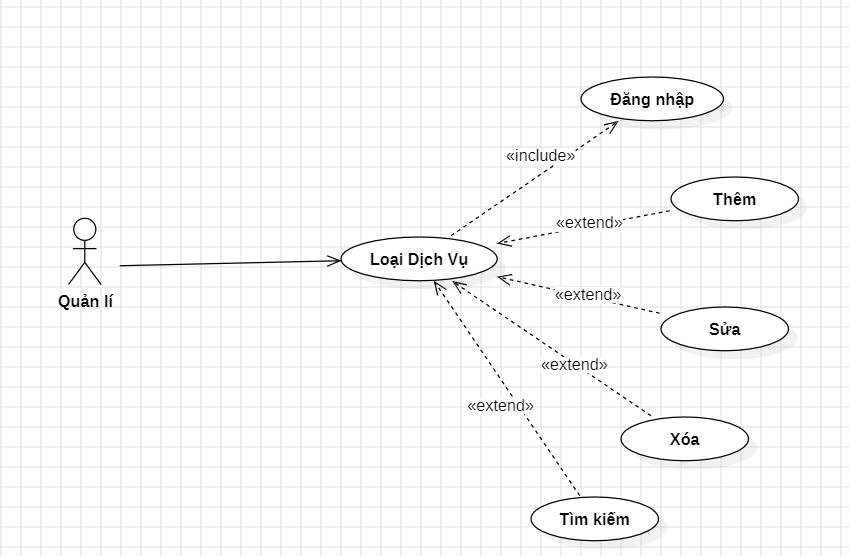 Đăng nhập
«include»
Thêm
«extend»
Loại Dịch Vụ
Quản lí
«extend»
Sửa
«extend»
«extend»
Xóa
Tìm kiếm